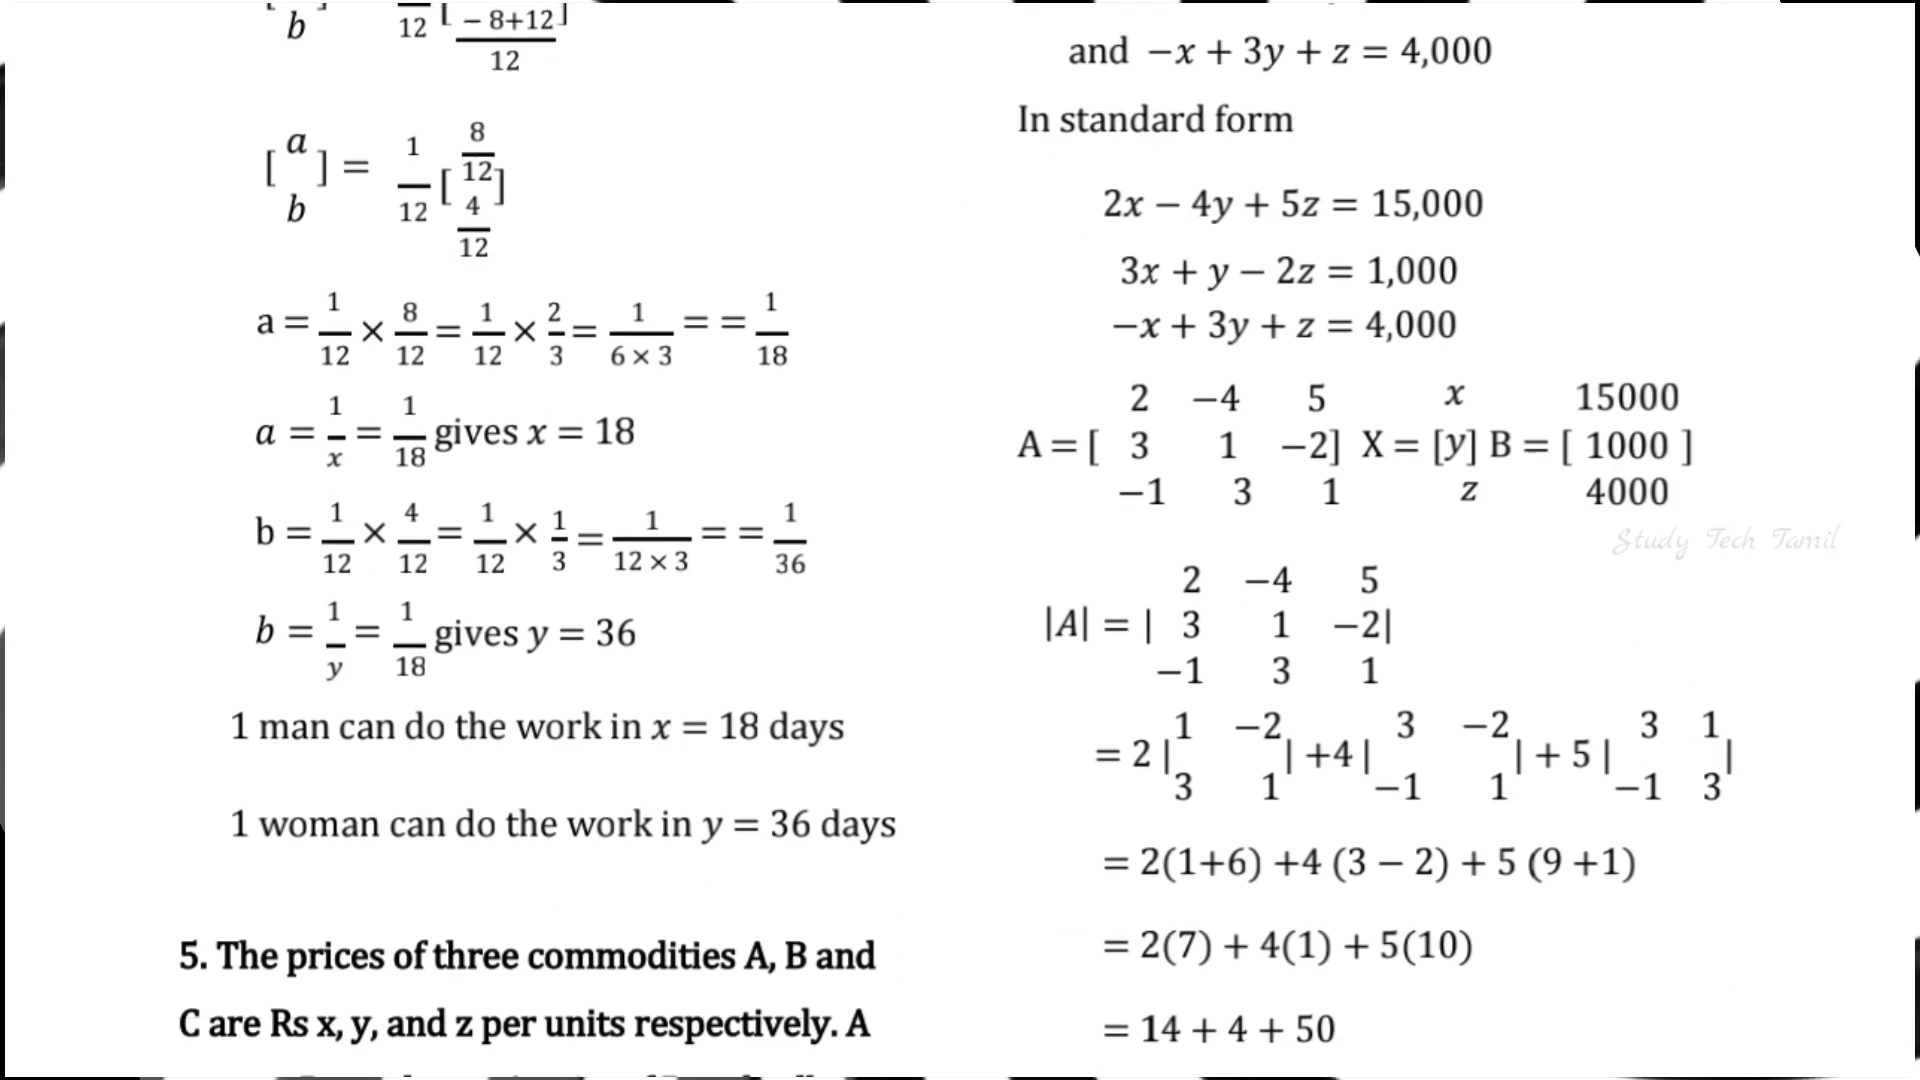 [a b] = 1/12 [ (−8+12)/12 ]
[a b] = 1/12 [ 8/12 4/12 ]
a = 1/12 × 8/12 = 1/12 × 2/3 = 1/(6 × 3) = = 1/18
a = 1/x = 1/18 gives x = 18
b = 1/12 × 4/12 = 1/12 × 1/3 = 1/(12 × 3) = = 1/36
b = 1/y = 1/18 gives y = 36
1 man can do the work in x = 18 days
1 woman can do the work in y = 36 days
5. The prices of three commodities A, B and
C are Rs x, y, and z per units respectively. A
and −x + 3y + z = 4,000
In standard form
2x − 4y + 5z = 15,000
3x + y − 2z = 1,000
−x + 3y + z = 4,000
2 −4 5 x 15000
A = [ 3 1 −2] X = [y] B = [ 1000 ]
−1 3 1 z 4000
Study Tech Tamil
2 −4 5
|A| = | 3 1 −2|
−1 3 1
= 2 |1 −2 3 1| +4 |3 −2 −1 1| + 5 |3 1 −1 3|
= 2(1+6) +4 (3 − 2) + 5 (9 +1)
= 2(7) + 4(1) + 5(10)
= 14 + 4 + 50